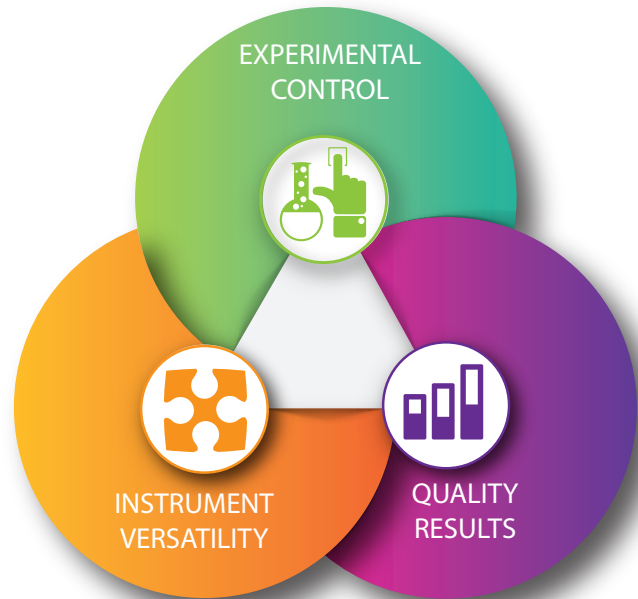 EXPERIMENTAL
CONTROL
INSTRUMENT
VERSATILITY
QUALITY
RESULTS